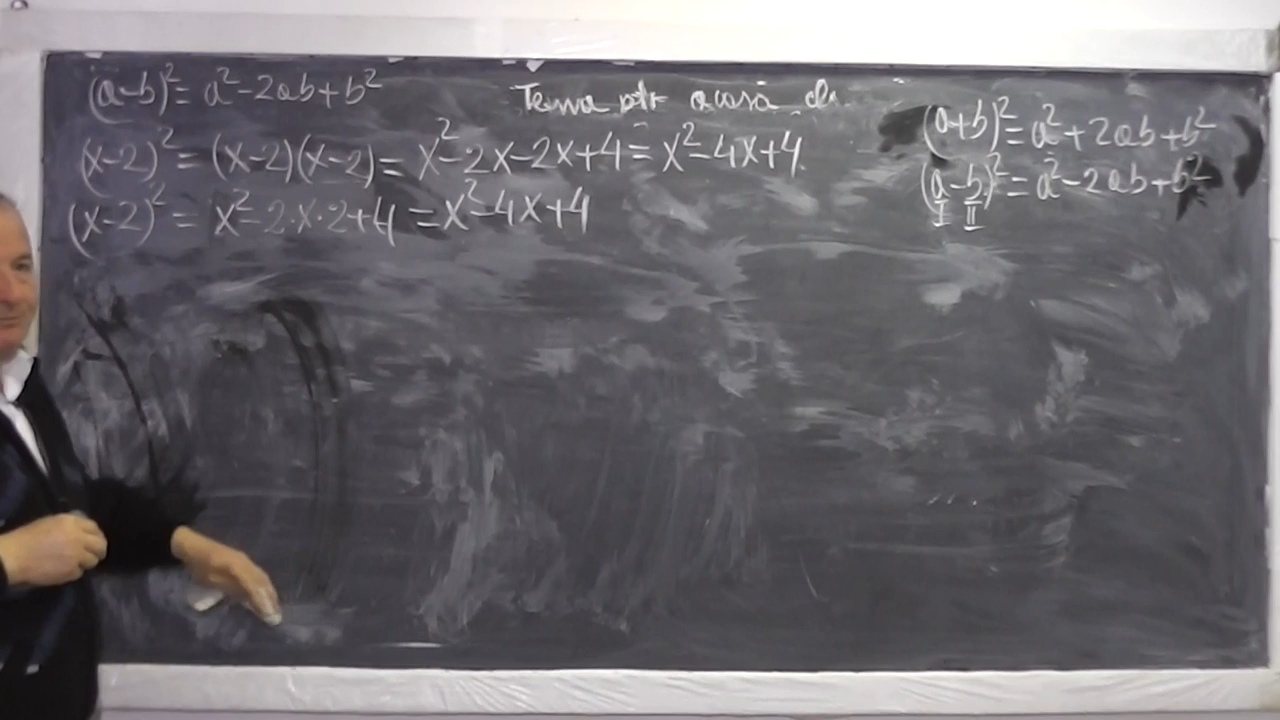 (a-b)² = a²-2ab+b²
Tema ptr acasă
(x-2)² = (x-2)(x-2) = x²-2x-2x+4 = x²-4x+4
(x-2)² = x²-2·x·2+4 = x²-4x+4
(a+b)² = a²+2ab+b²
(a-b)² = a²-2ab+b²
I II